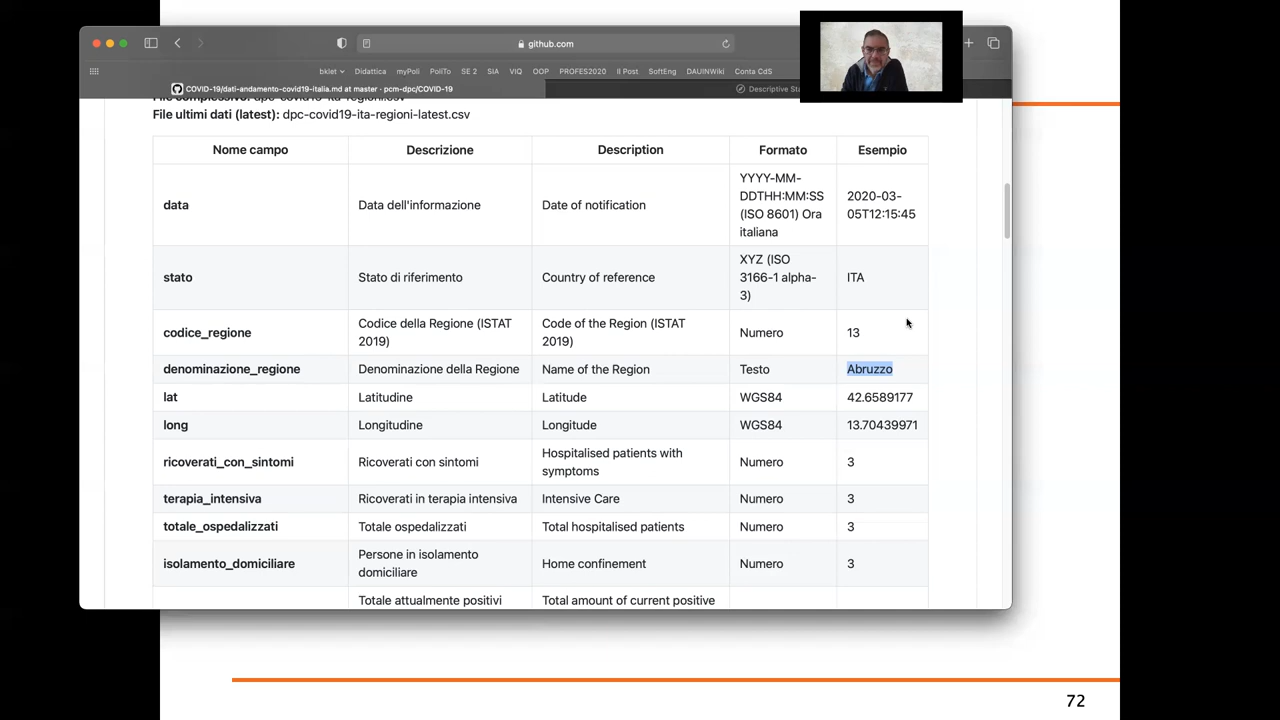 github.com
bklet myPoli Didattica PoliTo SE 2 SIA VIQ OOP PROFES2020 Il Post SoftEng DAUINWiki Conta CdS
COVID-19/dati-andamento-covid19-italia.md at master · pcm-dpc/COVID-19
Descriptive Sta
File ultimi dati (latest): dpc-covid19-ita-regioni-latest.csv
Nome campo Descrizione Description Formato Esempio
YYYY-MM-
DDTHH:MM:SS
(ISO 8601) Ora
italiana
data Data dell'informazione Date of notification
2020-03-
05T12:15:45
stato Stato di riferimento Country of reference
XYZ (ISO
3166-1 alpha-
3)
ITA
codice_regione
Codice della Regione (ISTAT
2019)
Code of the Region (ISTAT
2019)
Numero 13
denominazione_regione Denominazione della Regione Name of the Region Testo Abruzzo
lat Latitudine Latitude WGS84 42.6589177
long Longitudine Longitude WGS84 13.70439971
ricoverati_con_sintomi Ricoverati con sintomi
Hospitalised patients with
symptoms
Numero 3
terapia_intensiva Ricoverati in terapia intensiva Intensive Care Numero 3
totale_ospedalizzati Totale ospedalizzati Total hospitalised patients Numero 3
isolamento_domiciliare
Persone in isolamento
domiciliare
Home confinement Numero 3
Totale attualmente positivi Total amount of current positive
72